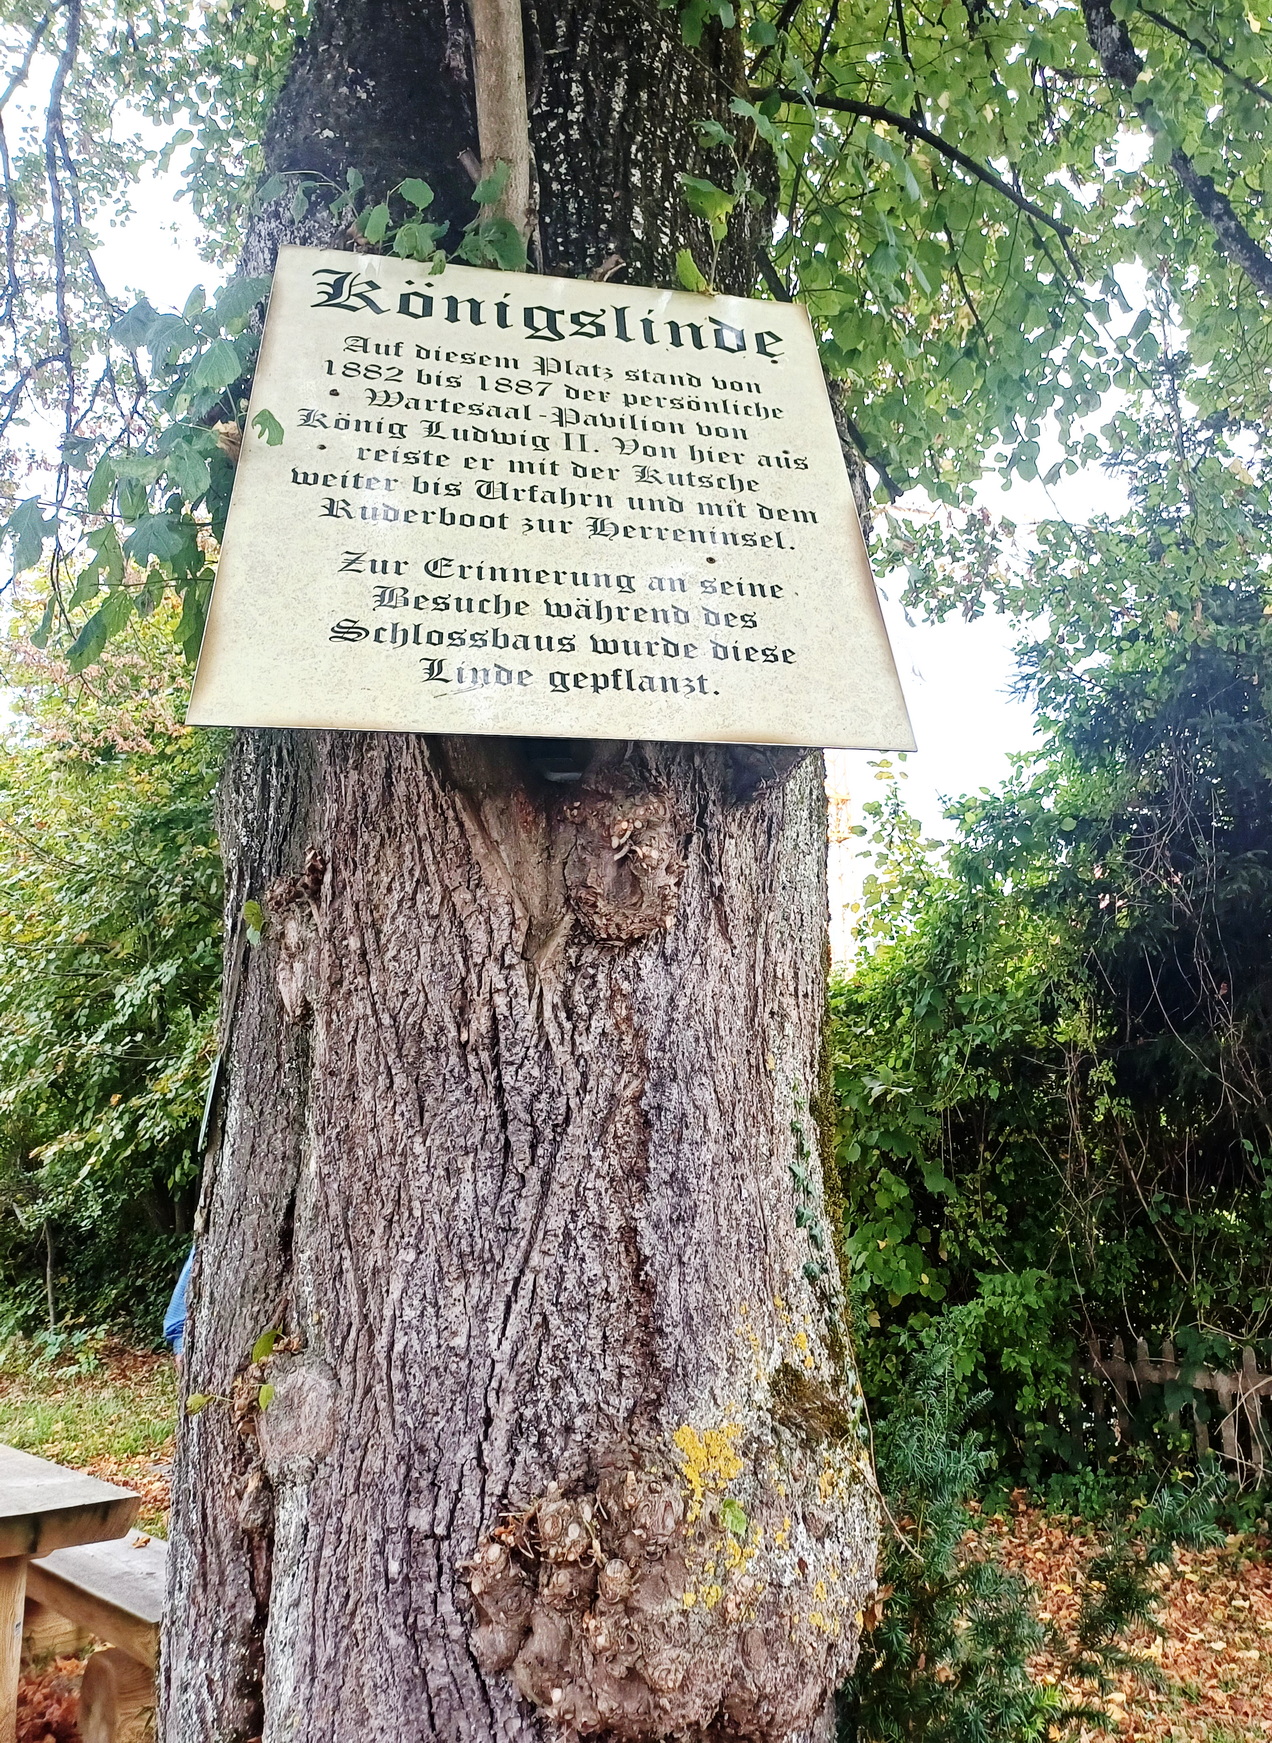 Königslinde
Auf diesem Platz stand von
1882 bis 1887 der persönliche
Wartesaal-Pavilion von
König Ludwig II. Von hier aus
reiste er mit der Kutsche
weiter bis Urfahrn und mit dem
Ruderboot zur Herreninsel.
Zur Erinnerung an seine
Besuche während des
Schlossbaus wurde diese
Linde gepflanzt.